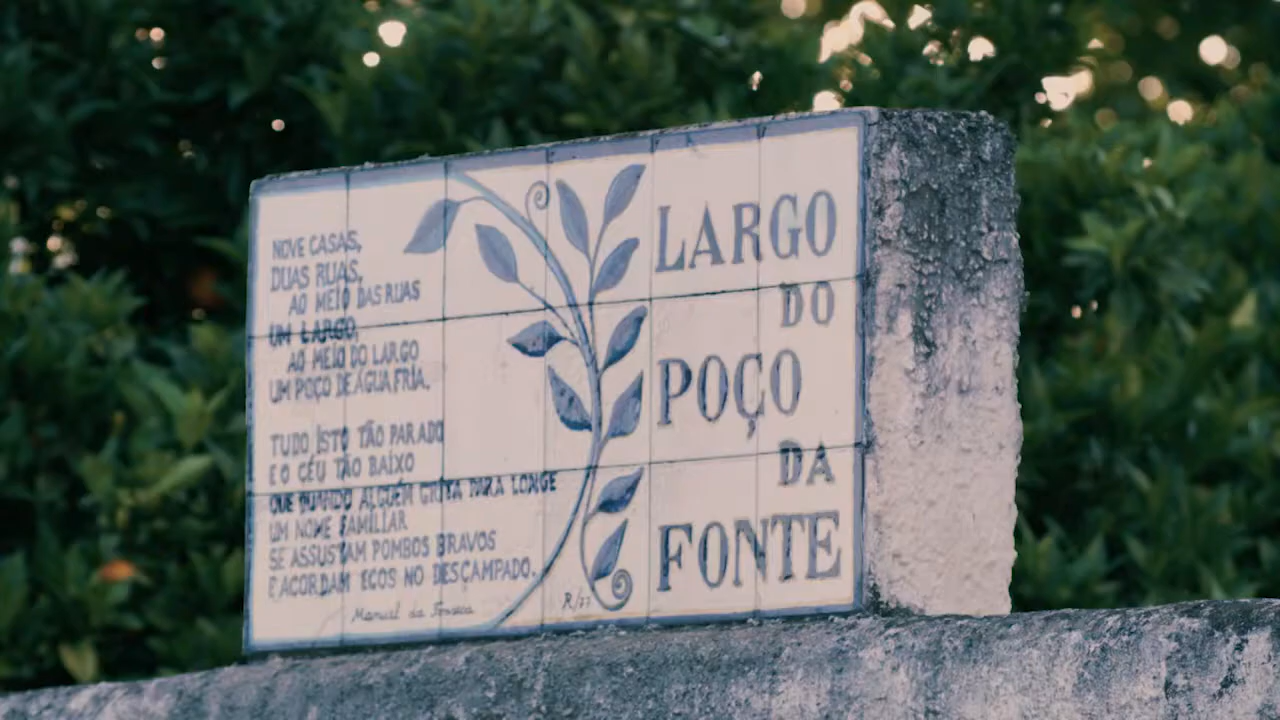 NOVE CASAS,
DUAS RUAS,
AO MEIO DAS RUAS
UM LARGO,
AO MEIO DO LARGO
UM POÇO DE ÁGUA FRIA.
TUDO ISTO TÃO PARADO
E O CÉU TÃO BAIXO
QUE QUANDO ALGUÉM GRITA PARA LONGE
UM NOME FAMILIAR
SE ASSUSTAM POMBOS BRAVOS
E ACORDAM ECOS NO DESCAMPADO.
Manuel da Fonseca
R/77
LARGO
DO
POÇO
DA
FONTE